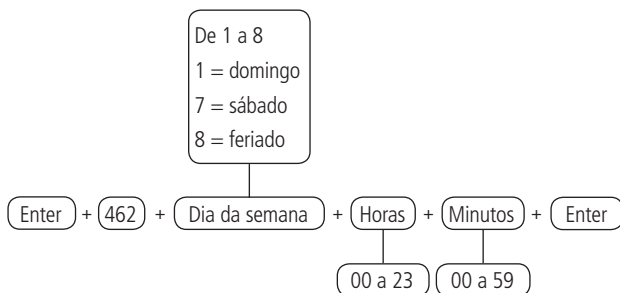 De 1 a 8
1 = domingo
7 = sábado
8 = feriado
Enter + 462 + Dia da semana + Horas + Minutos + Enter
00 a 23 00 a 59